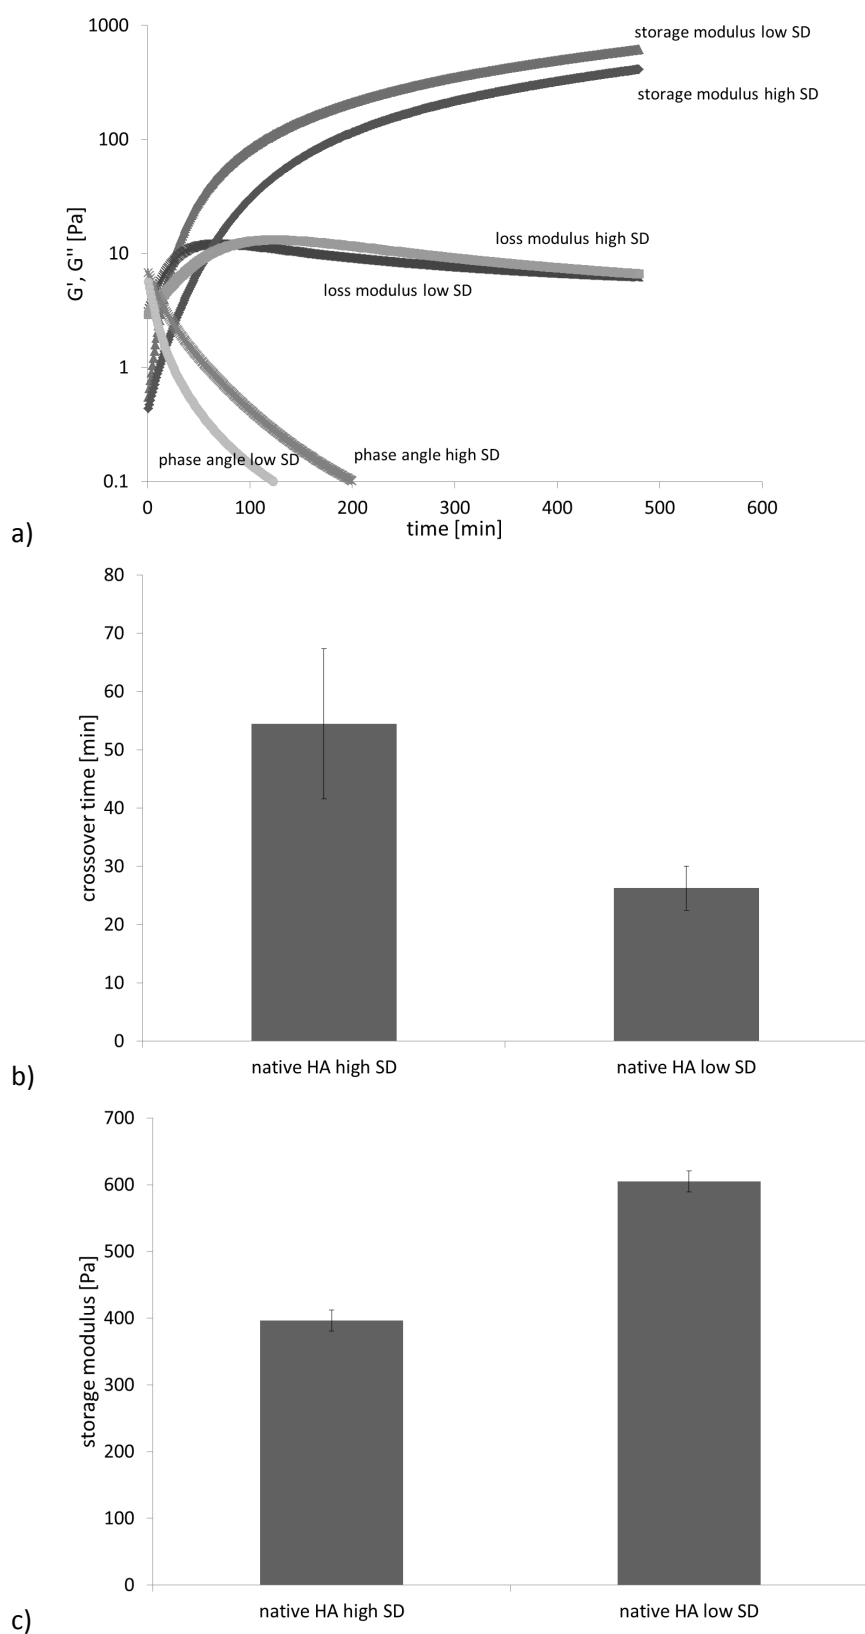 1000
storage modulus low SD
storage modulus high SD
100
G', G'' [Pa]
loss modulus high SD
10
loss modulus low SD
1
phase angle low SD
phase angle high SD
0.1
0 100 200 300 400 500 600
time [min]
a)
80
70
60
50
40
30
20
10
0
crossover time [min]
native HA high SD native HA low SD
b)
700
600
500
400
300
200
100
0
storage modulus [Pa]
native HA high SD native HA low SD
c)